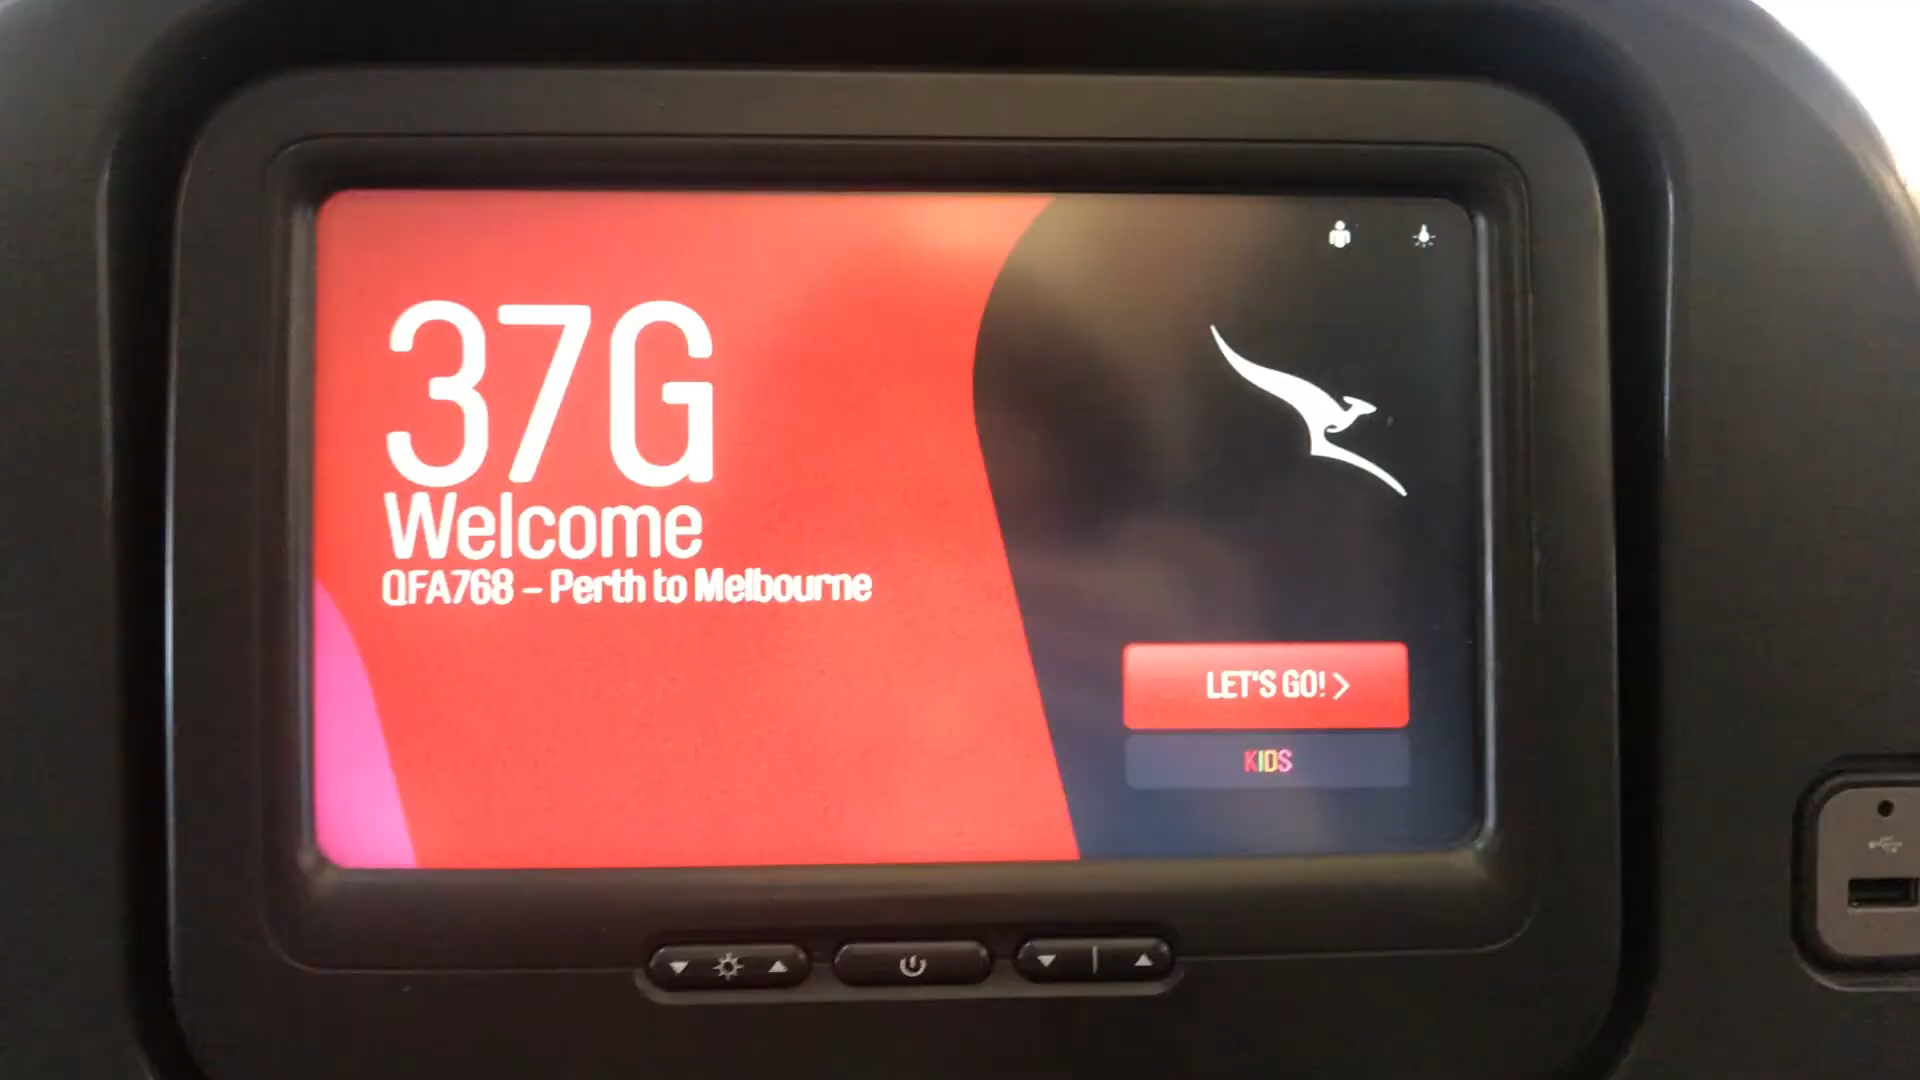 37G
Welcome
QFA768 – Perth to Melbourne
LET'S GO! >
KIDS